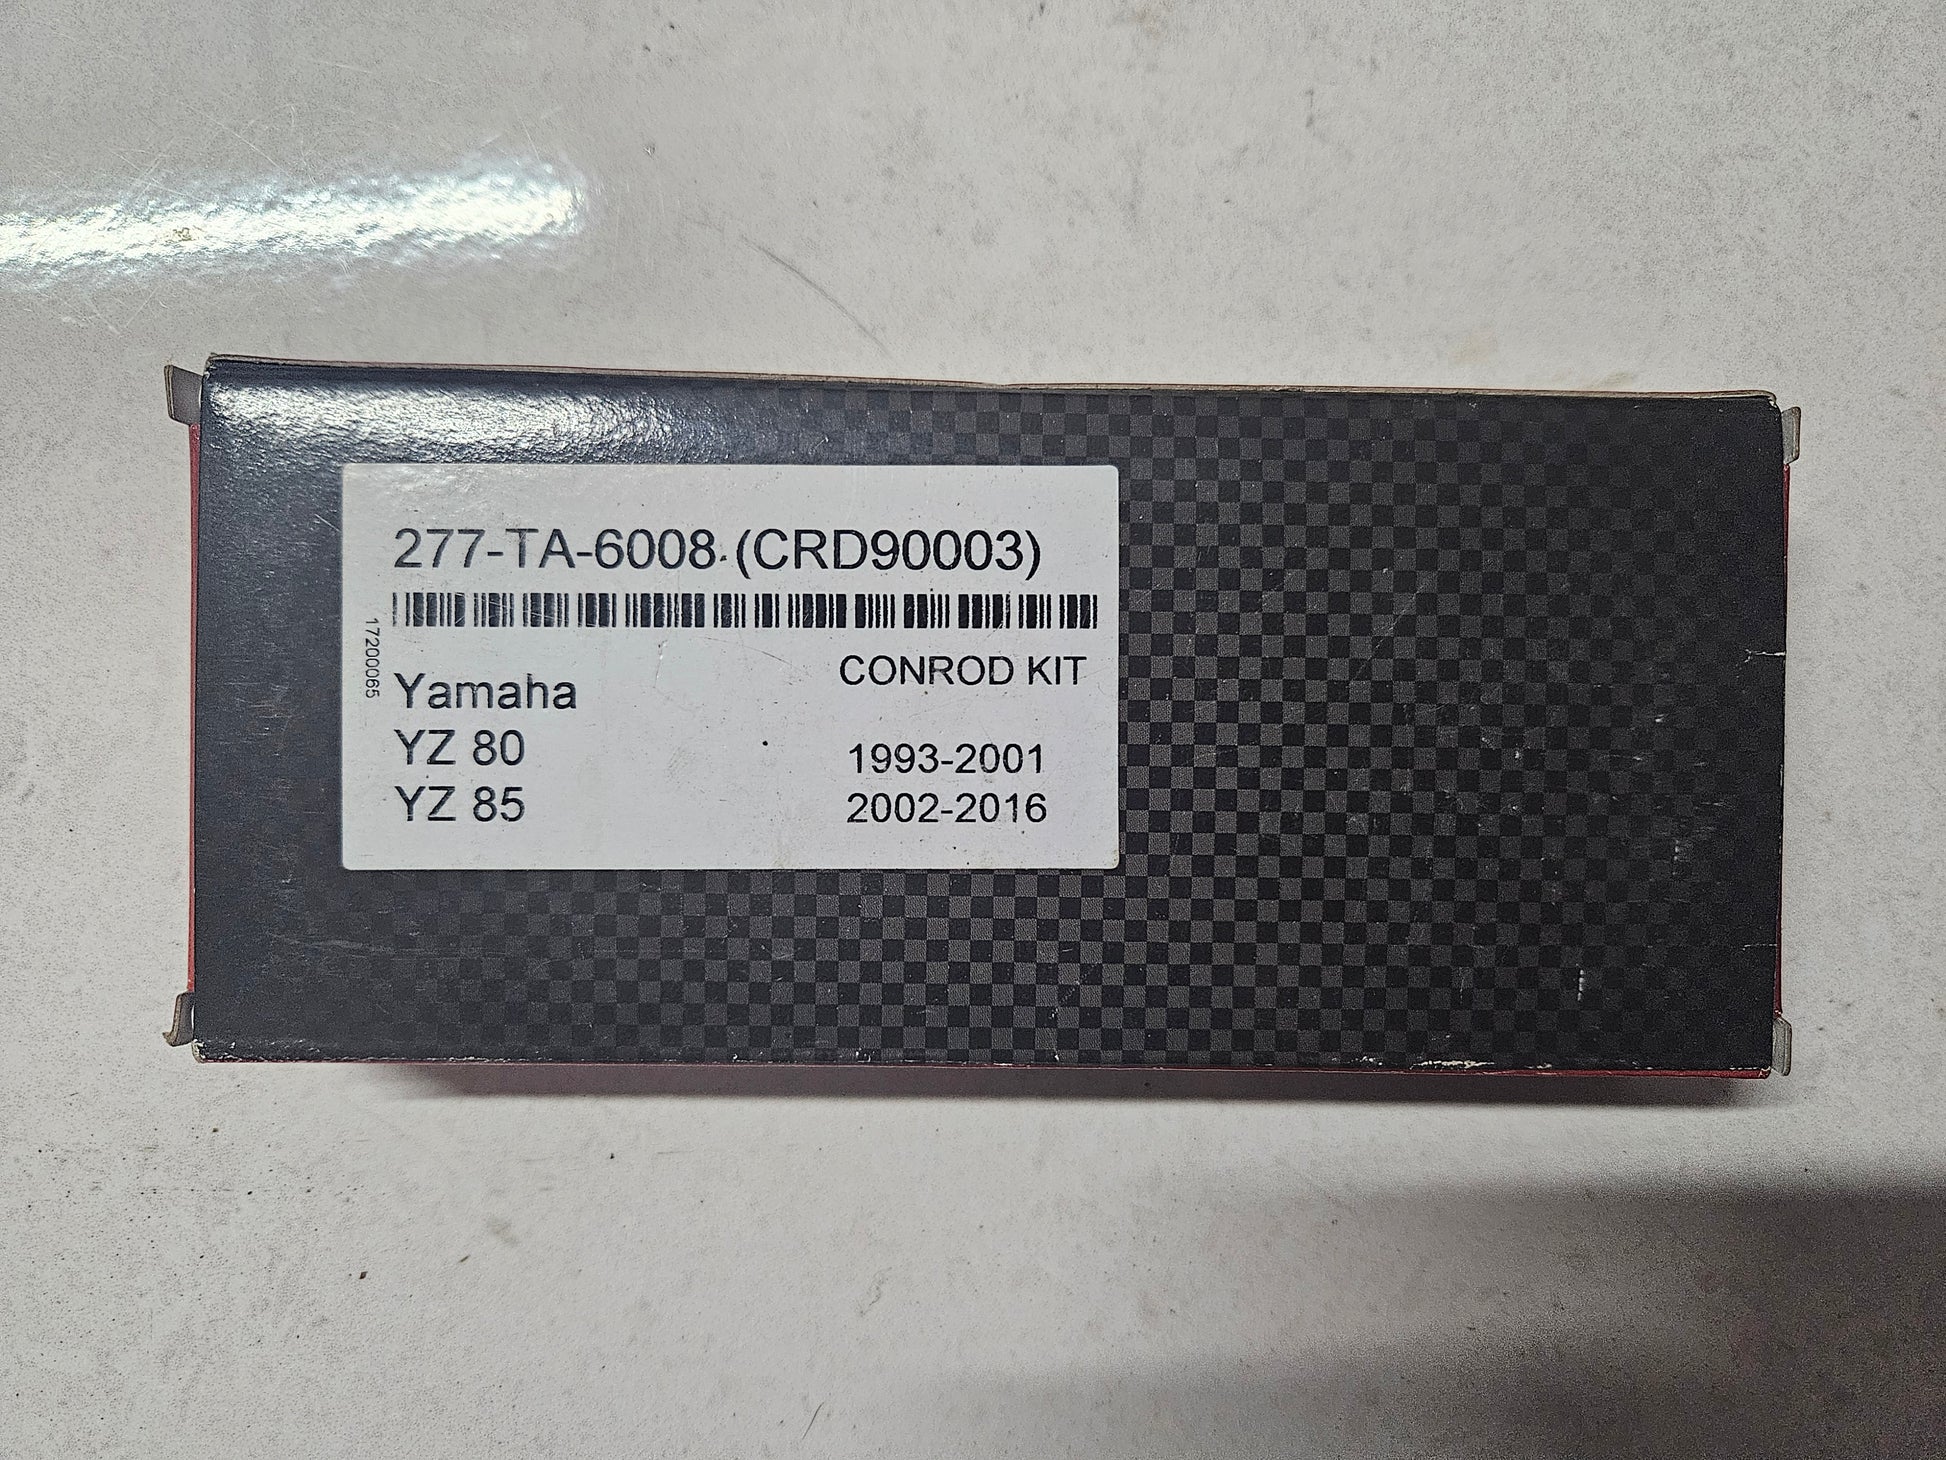 277-TA-6008 (CRD90003)
17200065
CONROD KIT
Yamaha
YZ 80 1993-2001
YZ 85 2002-2016